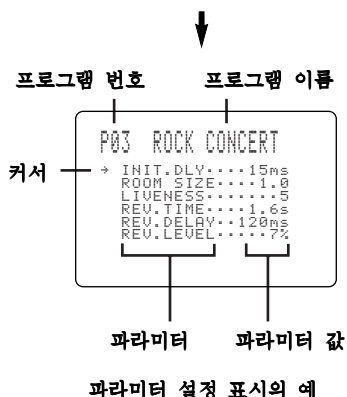 프로그램 번호 프로그램 이름
P03 ROCK CONCERT
커서
→ INIT.DLY····15ms
ROOM SIZE····1.0
LIVENESS·······5
REV.TIME····1.6s
REV.DELAY··120ms
REV.LEVEL·····7%
파라미터 파라미터 값
파라미터 설정 표시의 예